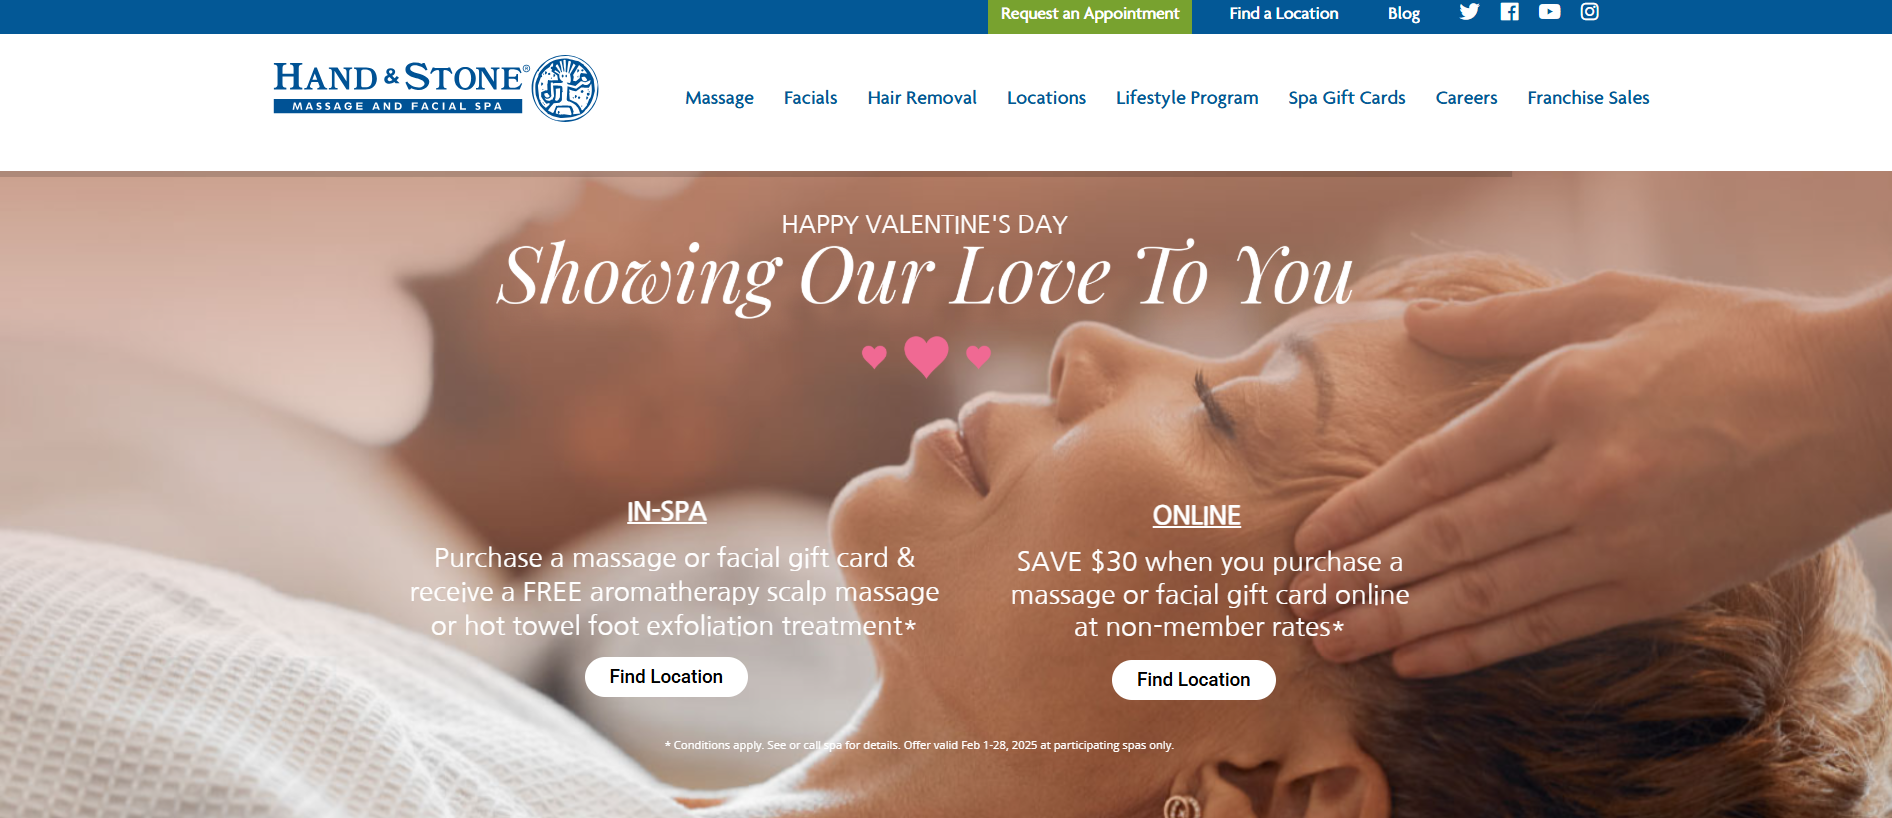 Request an Appointment Find a Location Blog
HAND & STONE®
MASSAGE AND FACIAL SPA
Massage Facials Hair Removal Locations Lifestyle Program Spa Gift Cards Careers Franchise Sales
HAPPY VALENTINE'S DAY
Showing Our Love To You
IN-SPA
Purchase a massage or facial gift card &
receive a FREE aromatherapy scalp massage
or hot towel foot exfoliation treatment*
Find Location
ONLINE
SAVE $30 when you purchase a
massage or facial gift card online
at non-member rates*
Find Location
* Conditions apply. See or call spa for details. Offer valid Feb 1-28, 2025 at participating spas only.